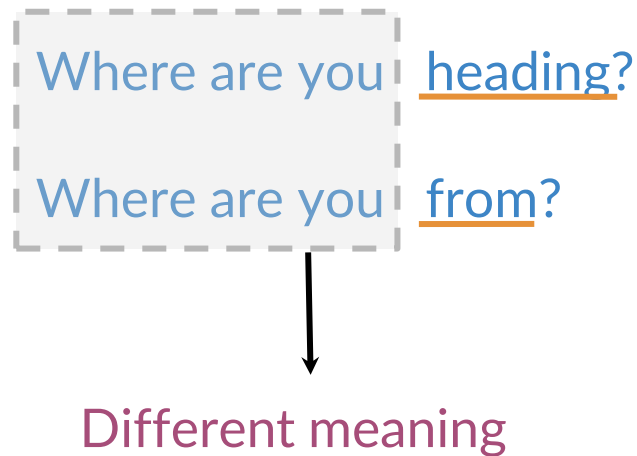 Where are you heading?
Where are you from?
Different meaning